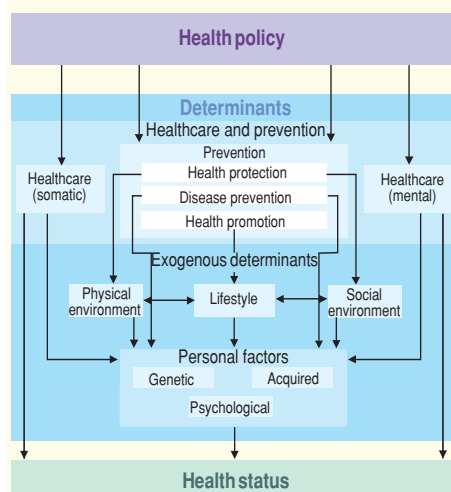 Health policy
Determinants
Healthcare and prevention
Prevention
Health protection
Healthcare
(somatic)
Healthcare
(mental)
Disease prevention
Health promotion
Exogenous determinants
Physical
environment
Lifestyle
Social
environment
Personal factors
Genetic
Acquired
Psychological
Health status